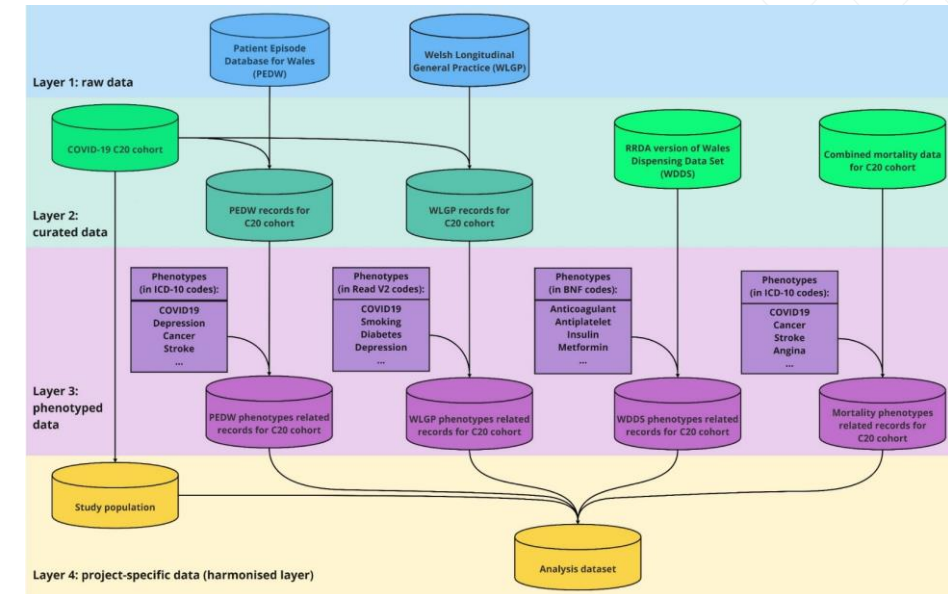 Patient Episode
Database for Wales
(PEDW)
Welsh Longitudinal
General Practice (WLGP)
Layer 1: raw data
COVID-19 C20 cohort
RRDA version of Wales
Dispensing Data Set
(WDDS)
Combined mortality data
for C20 cohort
PEDW records for
C20 cohort
WLGP records for
C20 cohort
Layer 2:
curated data
Phenotypes
(in ICD-10 codes):
COVID19
Depression
Cancer
Stroke
...
Phenotypes
(in Read V2 codes):
COVID19
Smoking
Diabetes
Depression
...
Phenotypes
(in BNF codes):
Anticoagulant
Antiplatelet
Insulin
Metformin
...
Phenotypes
(in ICD-10 codes):
COVID19
Cancer
Stroke
Angina
...
Layer 3:
phenotyped
data
PEDW phenotypes related
records for C20 cohort
WLGP phenotypes related
records for C20 cohort
WDDS phenotypes related
records for C20 cohort
Mortality phenotypes
related records for
C20 cohort
Study population
Analysis dataset
Layer 4: project-specific data (harmonised layer)